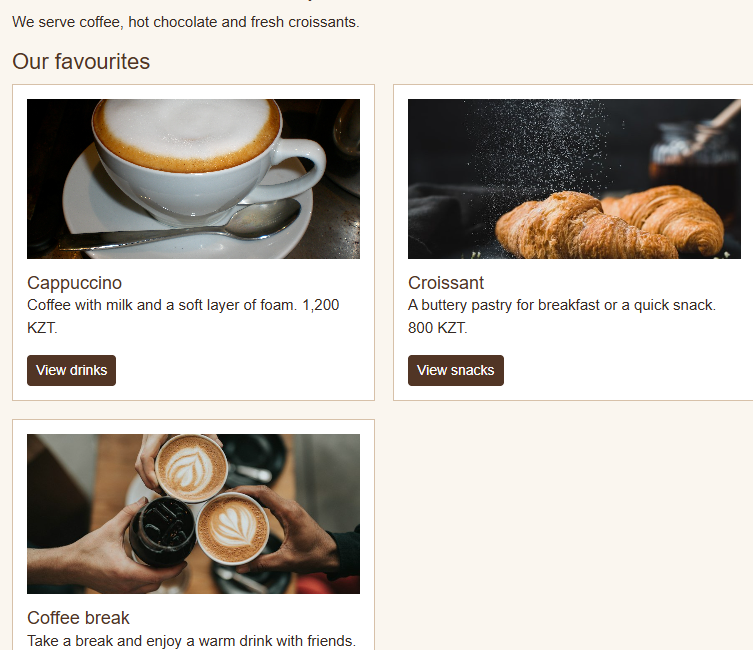 We serve coffee, hot chocolate and fresh croissants.
Our favourites
Cappuccino
Coffee with milk and a soft layer of foam. 1,200
KZT.
View drinks
Croissant
A buttery pastry for breakfast or a quick snack.
800 KZT.
View snacks
Coffee break
Take a break and enjoy a warm drink with friends.